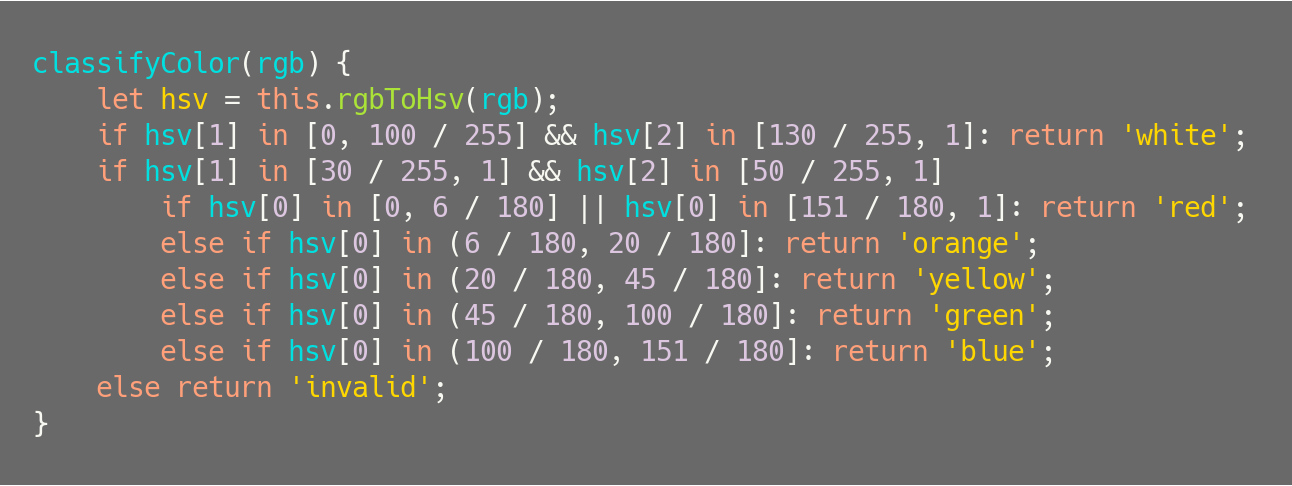 classifyColor(rgb) {
    let hsv = this.rgbToHsv(rgb);
    if hsv[1] in [0, 100 / 255] && hsv[2] in [130 / 255, 1]: return 'white';
    if hsv[1] in [30 / 255, 1] && hsv[2] in [50 / 255, 1]
        if hsv[0] in [0, 6 / 180] || hsv[0] in [151 / 180, 1]: return 'red';
        else if hsv[0] in (6 / 180, 20 / 180]: return 'orange';
        else if hsv[0] in (20 / 180, 45 / 180]: return 'yellow';
        else if hsv[0] in (45 / 180, 100 / 180]: return 'green';
        else if hsv[0] in (100 / 180, 151 / 180]: return 'blue';
    else return 'invalid';
}